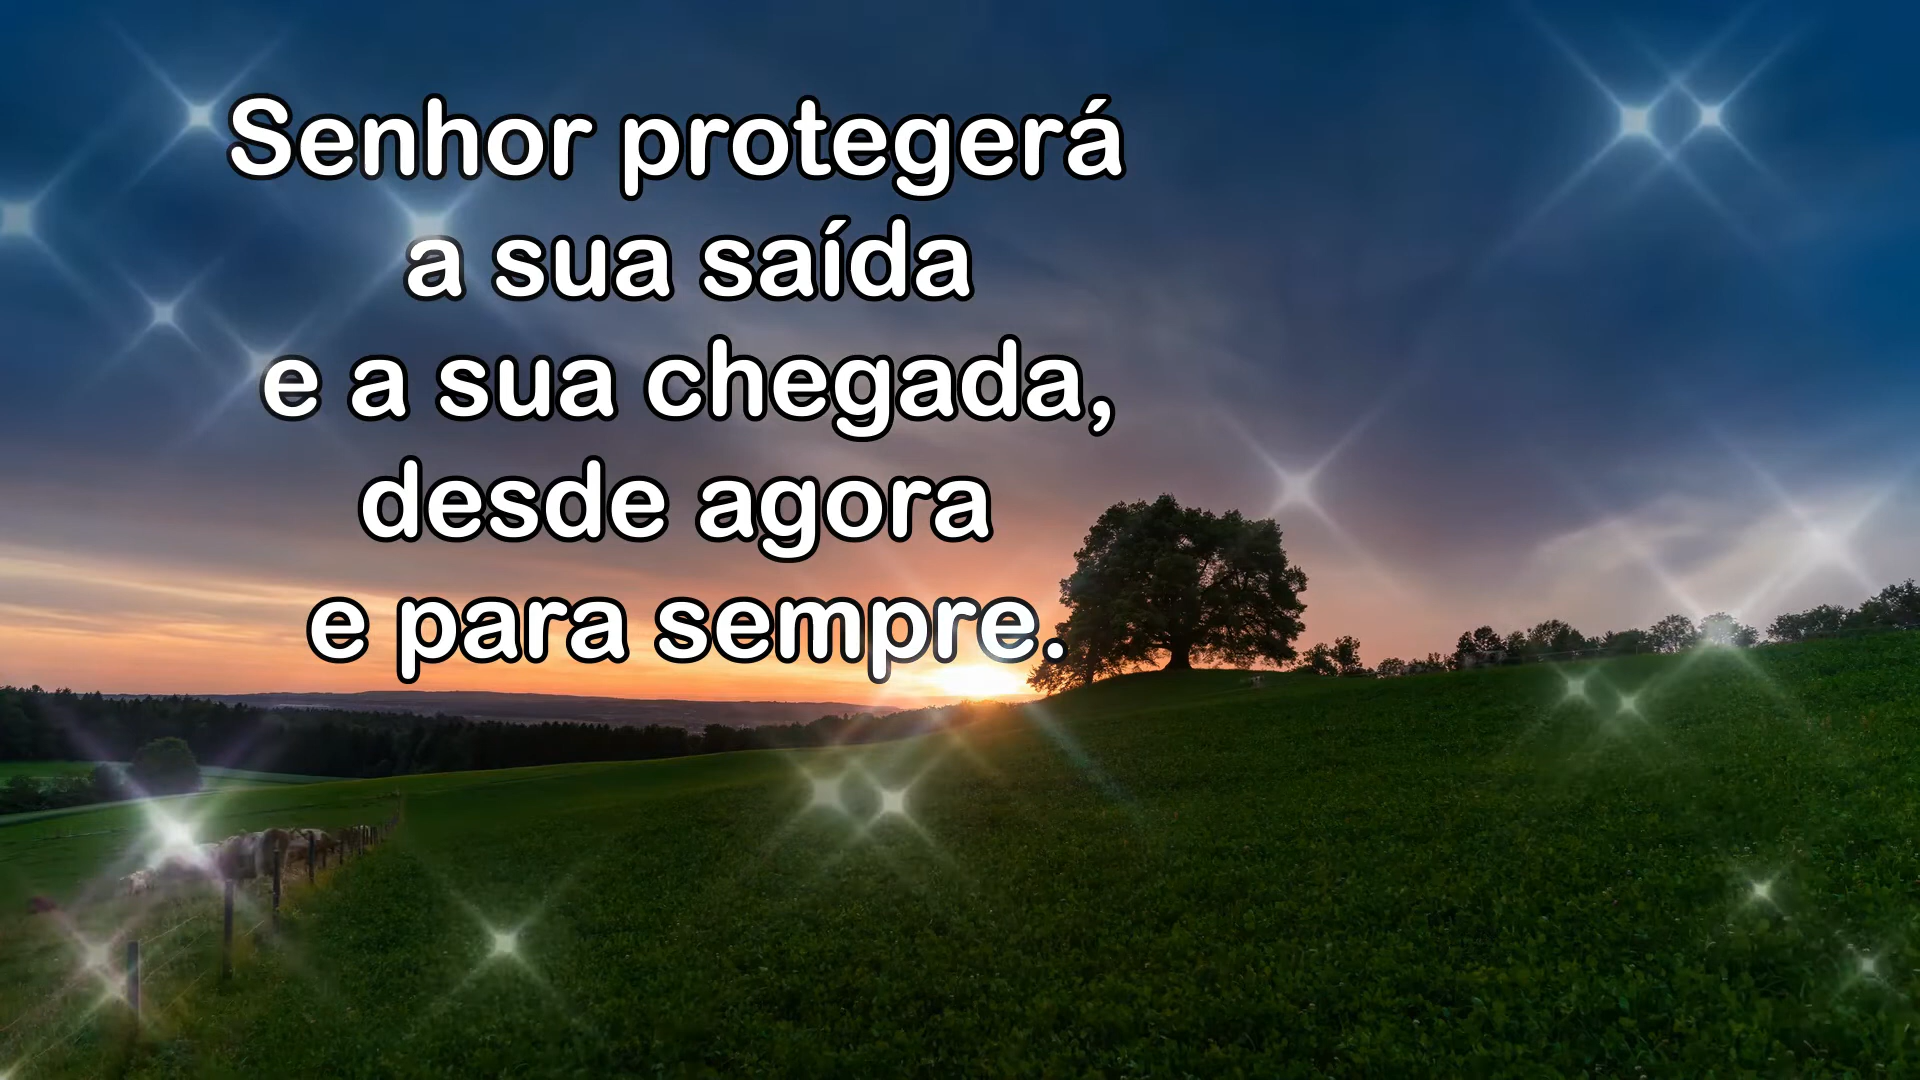 Senhor protegerá
a sua saída
e a sua chegada,
desde agora
e para sempre.